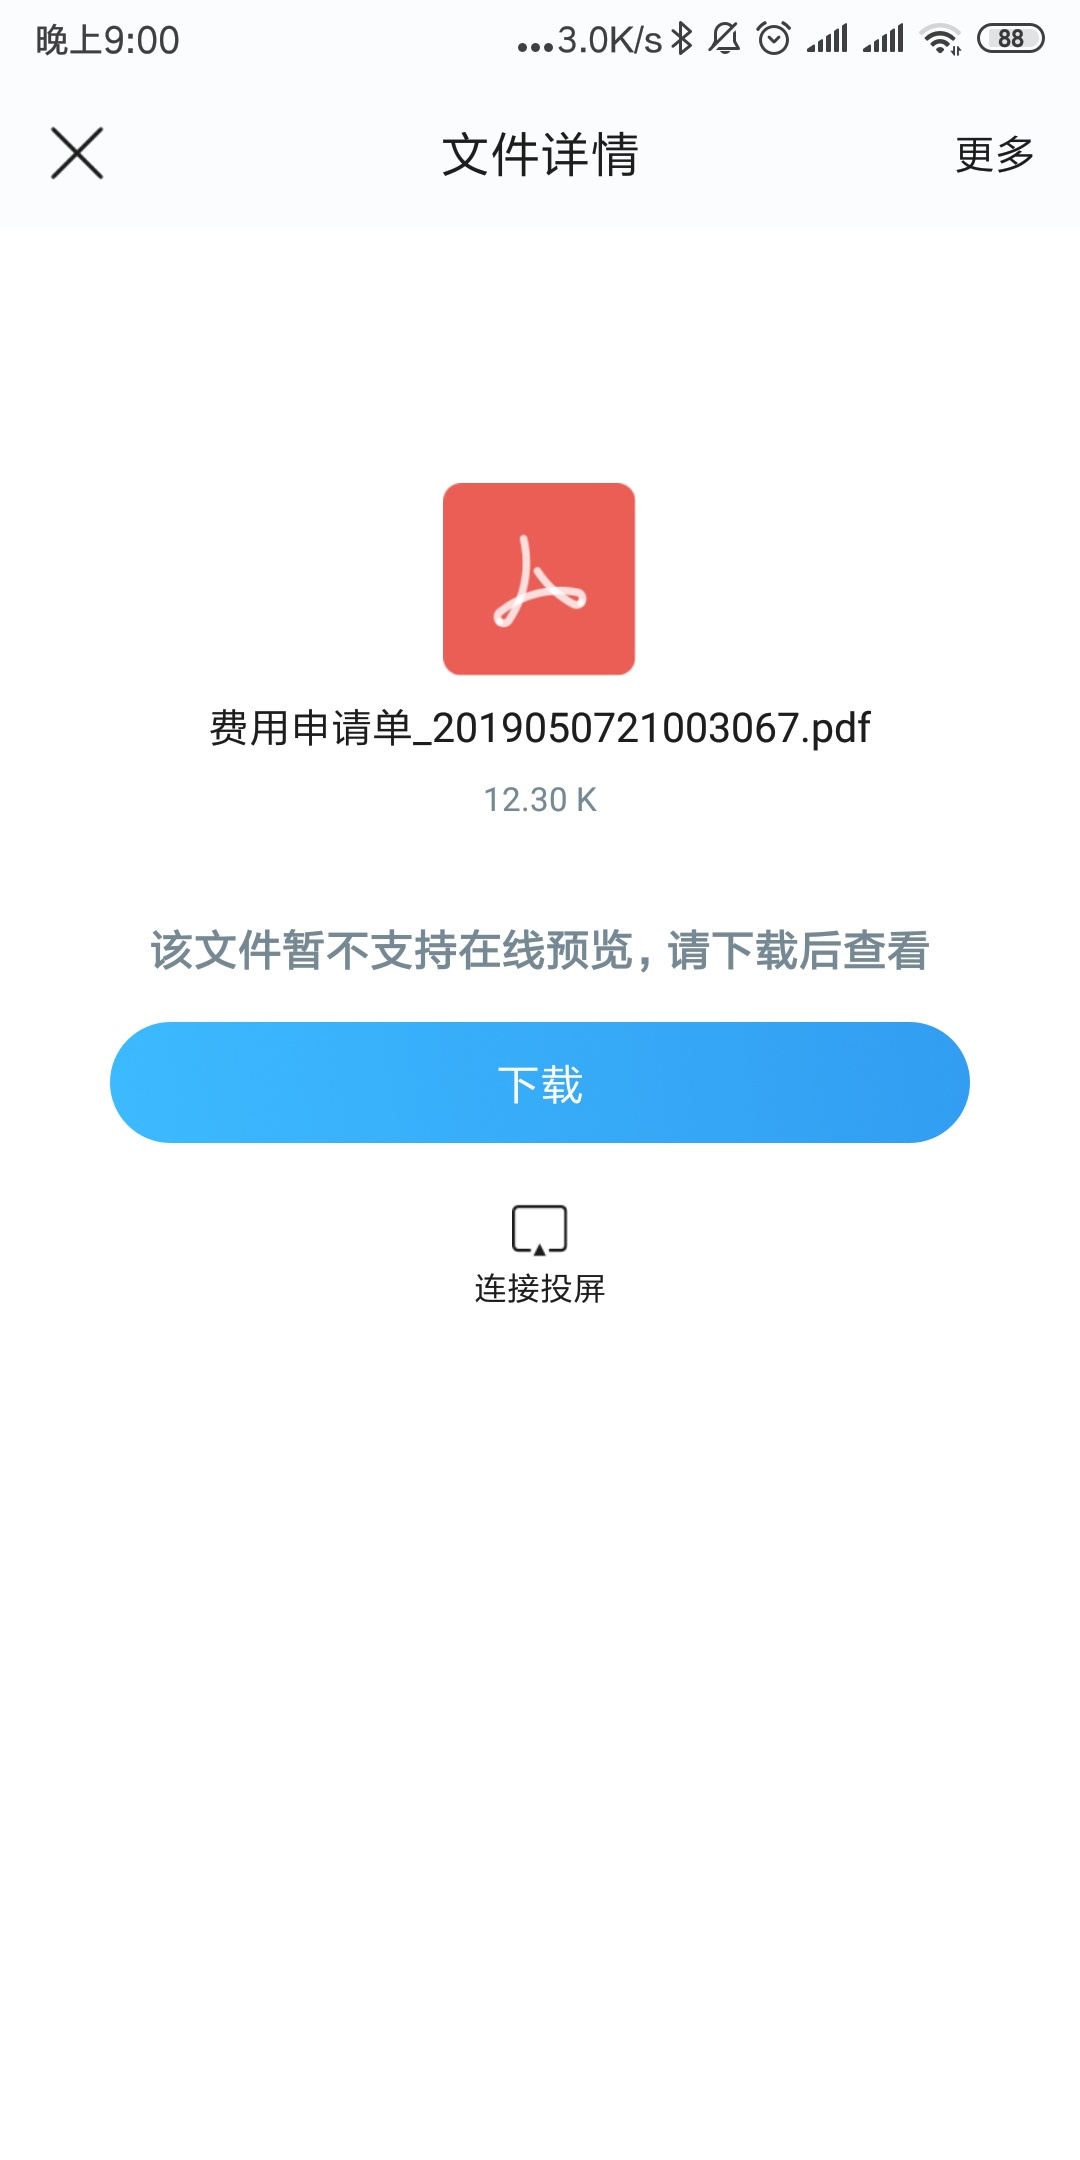 晚上9:00 ...3.0K/s 88
文件详情 更多
费用申请单_2019050721003067.pdf
12.30 K
该文件暂不支持在线预览，请下载后查看
下载
连接投屏